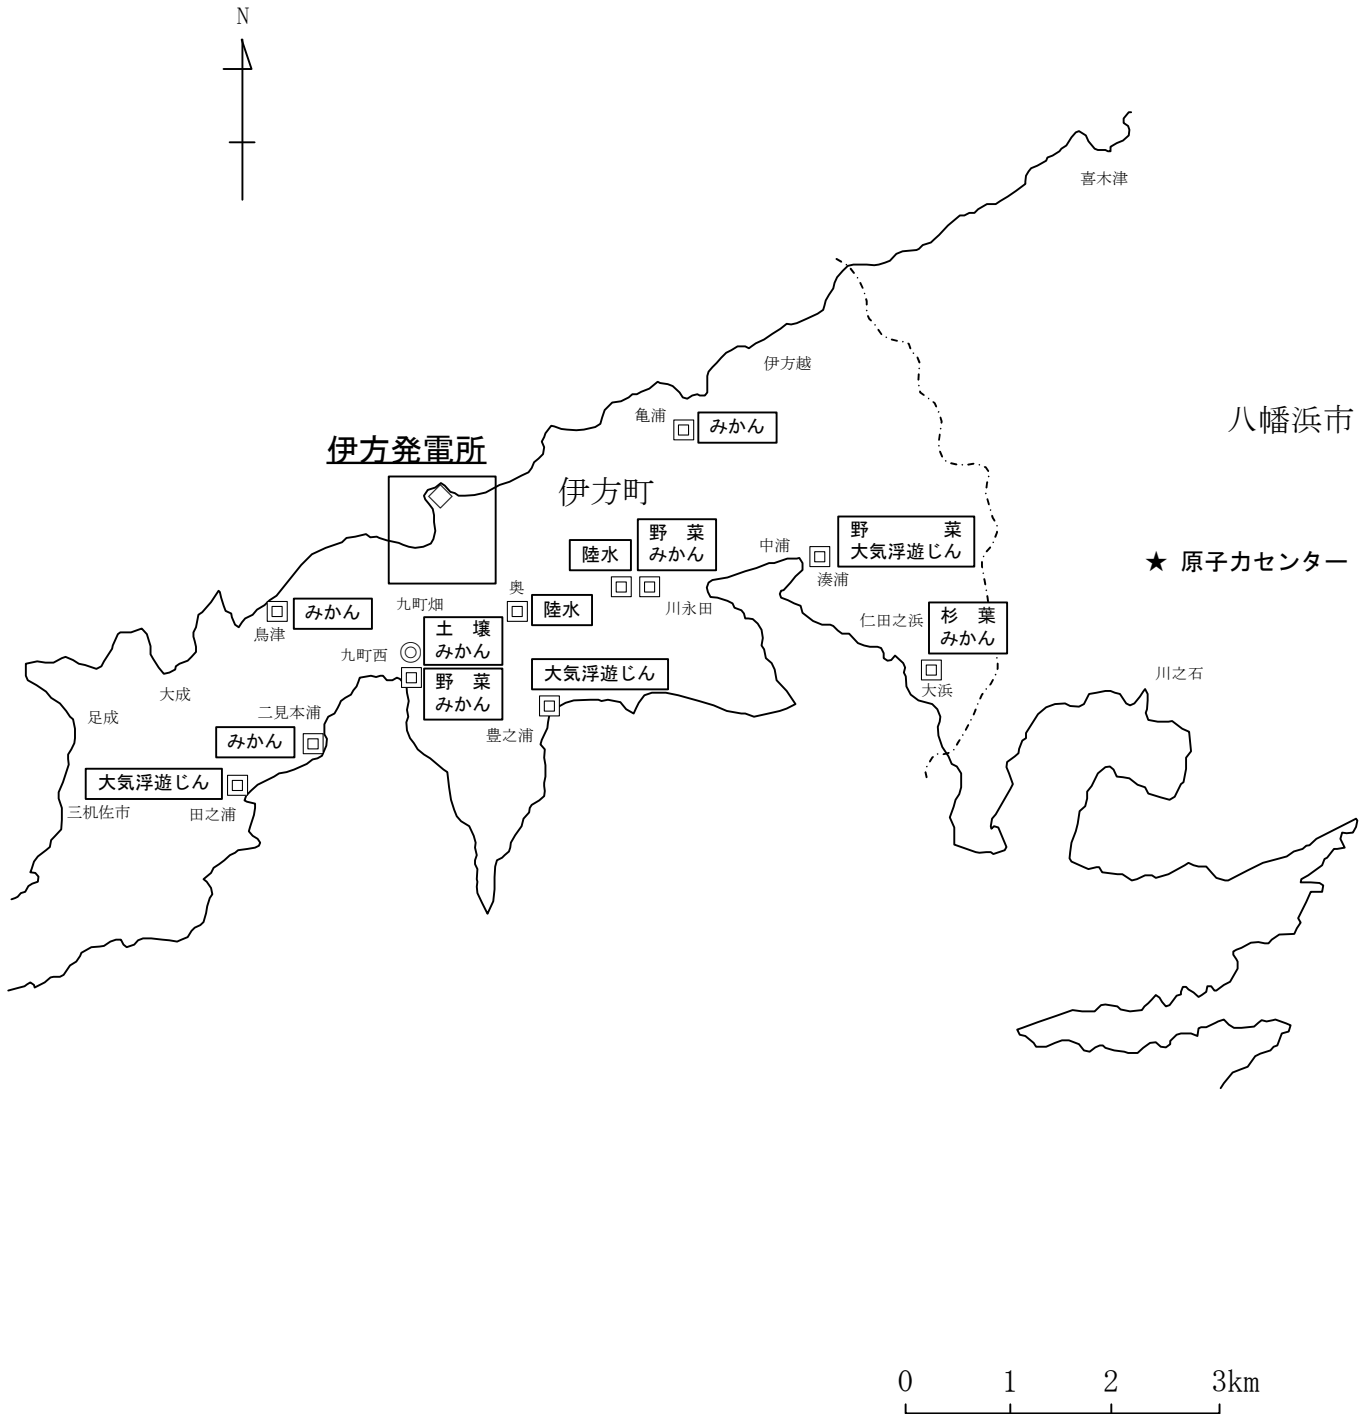 N
喜木津
伊方越
八幡浜市
亀浦
みかん
伊方発電所
伊方町
野 菜
みかん
陸水
中浦
野 菜
大気浮遊じん
湊浦
★ 原子力センター
奥
陸水
川永田
九町畑
みかん
鳥津
土 壌
みかん
九町西
野 菜
みかん
仁田之浜
杉 葉
みかん
大浜
川之石
大気浮遊じん
豊之浦
大成
足成
二見本浦
みかん
大気浮遊じん
三机佐市
田之浦
0 1 2 3km